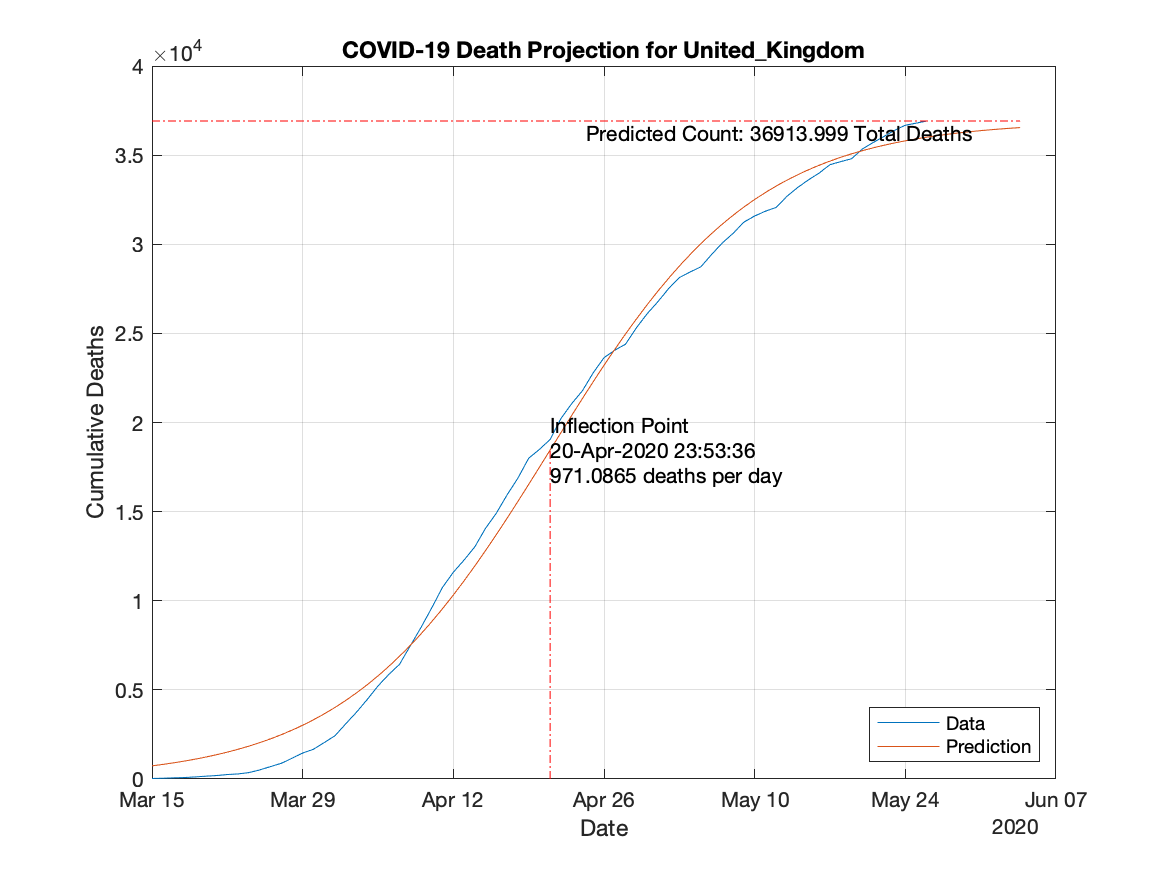 COVID-19 Death Projection for United_Kingdom
×10⁴
4
3.5
3
2.5
2
1.5
1
0.5
0
Cumulative Deaths
Predicted Count: 36913.999 Total Deaths
Inflection Point
20-Apr-2020 23:53:36
971.0865 deaths per day
Data
Prediction
Mar 15 Mar 29 Apr 12 Apr 26 May 10 May 24 Jun 07
Date
2020